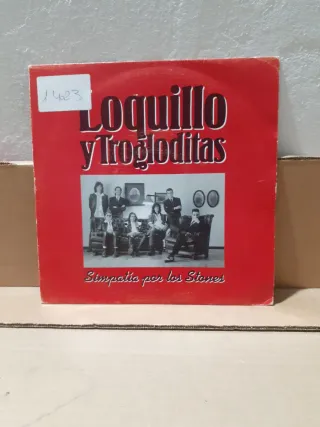 1403
Loquillo
y Trogloditas
Simpatía por los Stones